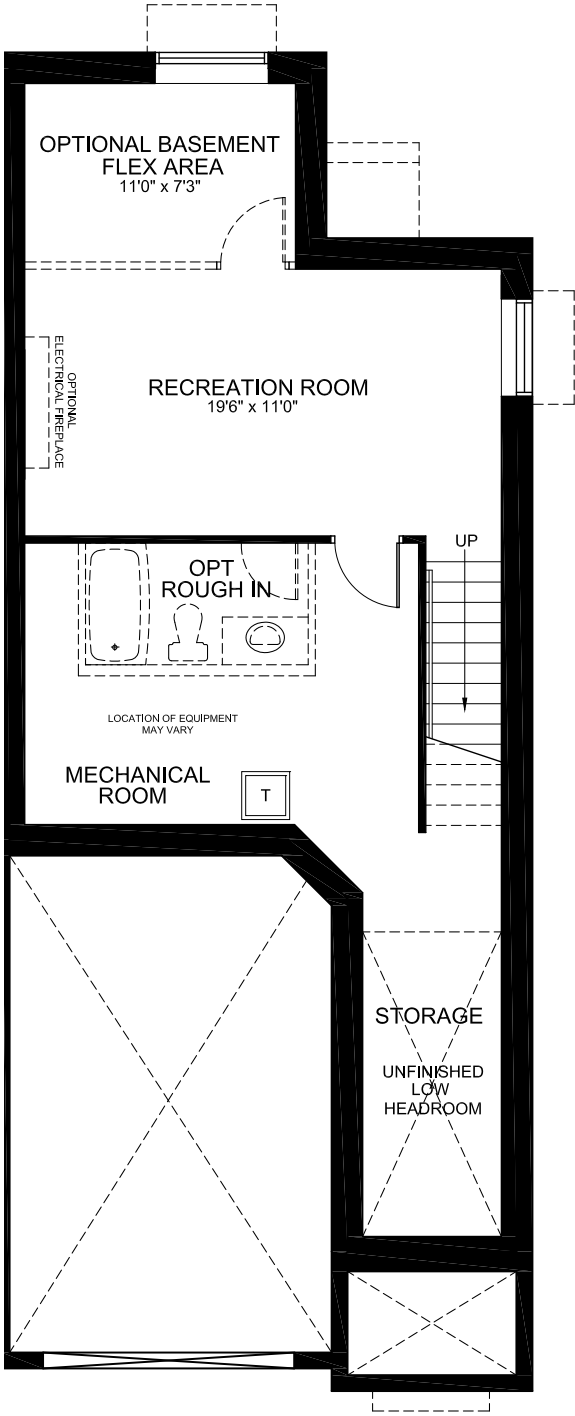 OPTIONAL BASEMENT
FLEX AREA
11'0" x 7'3"
OPTIONAL
ELECTRICAL FIREPLACE
RECREATION ROOM
19'6" x 11'0"
UP
OPT
ROUGH IN
LOCATION OF EQUIPMENT
MAY VARY
MECHANICAL
ROOM
T
STORAGE
UNFINISHED
LOW
HEADROOM